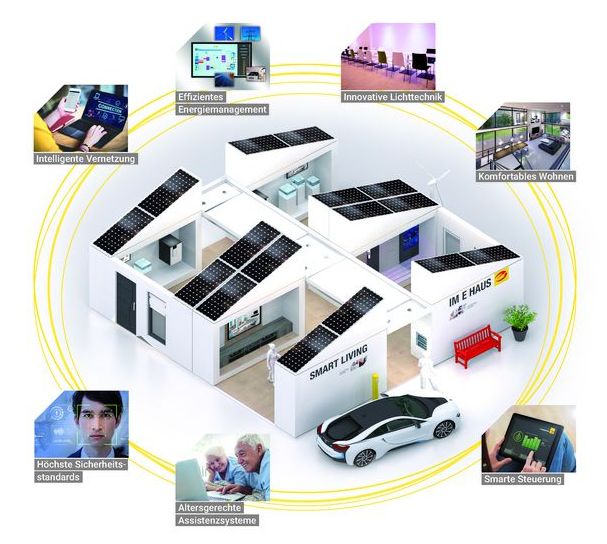 Effizientes
Energiemanagement
Innovative Lichttechnik
Intelligente Vernetzung
CONNECTION
Komfortables Wohnen
IM E HAUS
SMART LIVING
Höchste Sicherheits-
standards
Altersgerechte
Assistenzsysteme
Smarte Steuerung